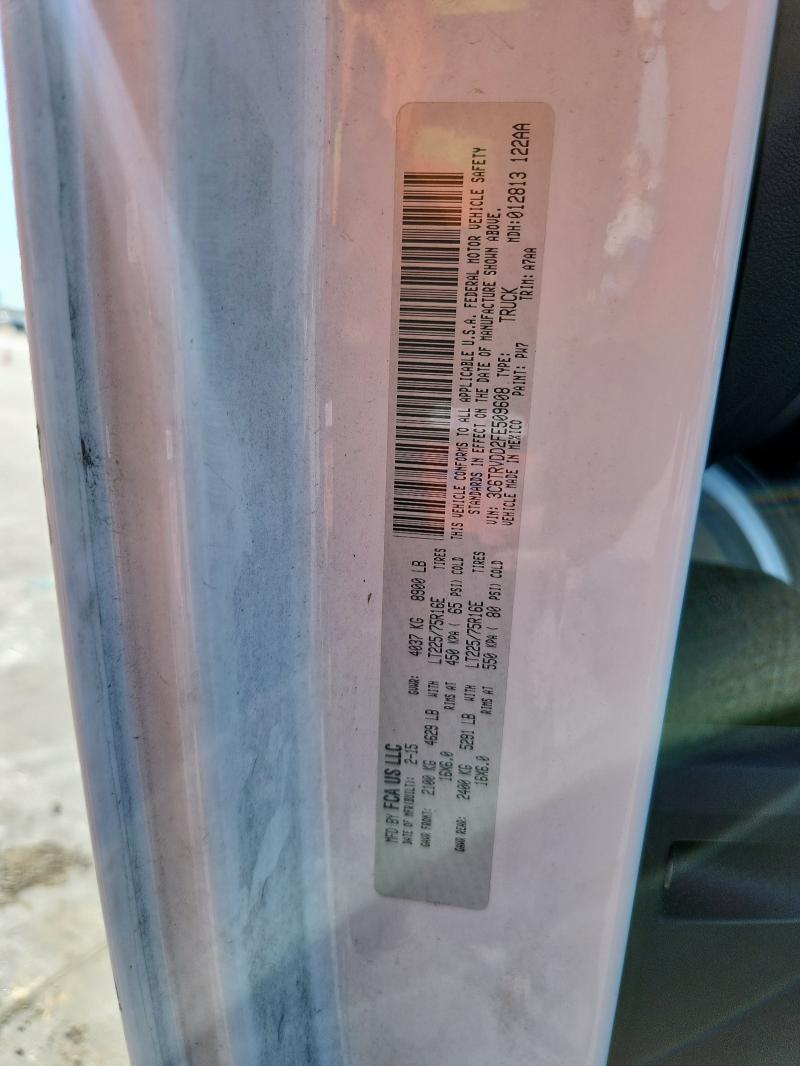 MFD BY FCA US LLC
DATE OF MFR(BUILT): 2-15 GVWR: 4037 KG 8900 LB
GAWR FRONT: 2100 KG 4629 LB WITH LT225/75R16E TIRES
16X6.0 RIMS AT 450 KPA ( 65 PSI) COLD
GAWR REAR: 2400 KG 5291 LB WITH LT225/75R16E TIRES
16X6.0 RIMS AT 550 KPA ( 80 PSI) COLD
THIS VEHICLE CONFORMS TO ALL APPLICABLE U.S.A. FEDERAL MOTOR VEHICLE SAFETY
STANDARDS IN EFFECT ON THE DATE OF MANUFACTURE SHOWN ABOVE.
VIN: 3C6TRVDD2FE509608 TYPE: TRUCK MDH:012813 122AA
VEHICLE MADE IN MEXICO PAINT: PW7 TRIM: A7AA